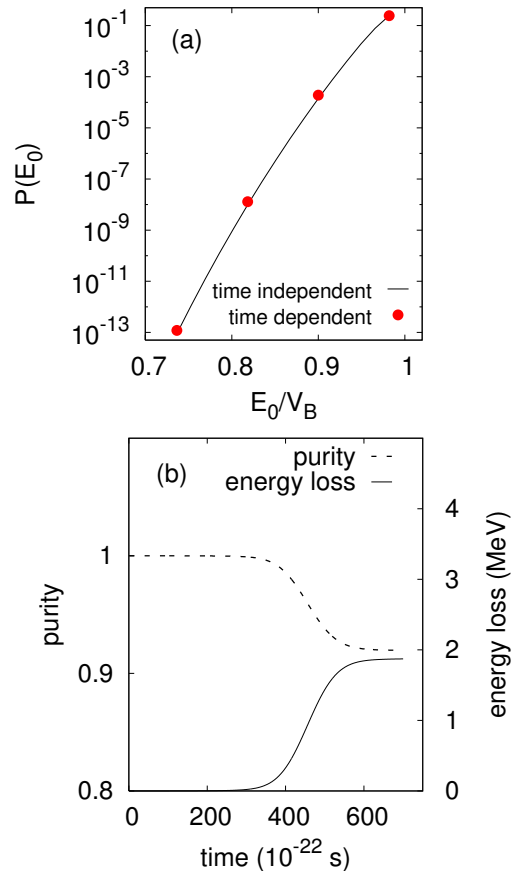 (a)
P(E₀)
10⁻¹
10⁻³
10⁻⁵
10⁻⁷
10⁻⁹
10⁻¹¹
10⁻¹³
time independent
time dependent
0.7 0.8 0.9 1
E₀/V_B
(b)
purity
energy loss
purity
1
0.9
0.8
energy loss (MeV)
4
3
2
1
0
0 200 400 600
time (10⁻²² s)